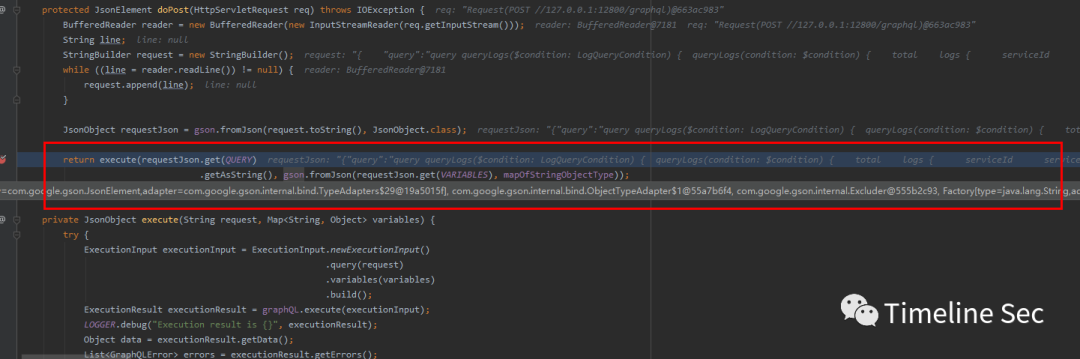 protected JsonElement doPost(HttpServletRequest req) throws IOException {  req: "Request(POST //127.0.0.1:12800/graphql)@663ac983"
BufferedReader reader = new BufferedReader(new InputStreamReader(req.getInputStream()));  reader: BufferedReader@7181  req: "Request(POST //127.0.0.1:12800/graphql)@663ac983"
String line;  line: null
StringBuilder request = new StringBuilder();  request: "{    "query":"query queryLogs($condition: LogQueryCondition) {  queryLogs(condition: $condition) {    total    logs {      serviceId
while ((line = reader.readLine()) != null) {  reader: BufferedReader@7181
request.append(line);  line: null
}
JsonObject requestJson = gson.fromJson(request.toString(), JsonObject.class);  requestJson: "{"query":"query queryLogs($condition: LogQueryCondition) {  queryLogs(condition: $condition) {    tot
return execute(requestJson.get(QUERY)  requestJson: "{"query":"query queryLogs($condition: LogQueryCondition) {  queryLogs(condition: $condition) {    total    logs {      serviceId
.getAsString(), gson.fromJson(requestJson.get(VARIABLES), mapOfStringObjectType));
y=com.google.gson.JsonElement,adapter=com.google.gson.internal.bind.TypeAdapters$29@19a5015f], com.google.gson.internal.bind.ObjectTypeAdapter$1@55a7b6f4, com.google.gson.internal.Excluder@555b2c93, Factory[type=java.lang.String,ad
private JsonObject execute(String request, Map<String, Object> variables) {
try {
ExecutionInput executionInput = ExecutionInput.newExecutionInput()
.query(request)
.variables(variables)
.build();
ExecutionResult executionResult = graphQL.execute(executionInput);
LOGGER.debug("Execution result is {}", executionResult);
Object data = executionResult.getData();
List<GraphQLError> errors = executionResult.getErrors();
Timeline Sec